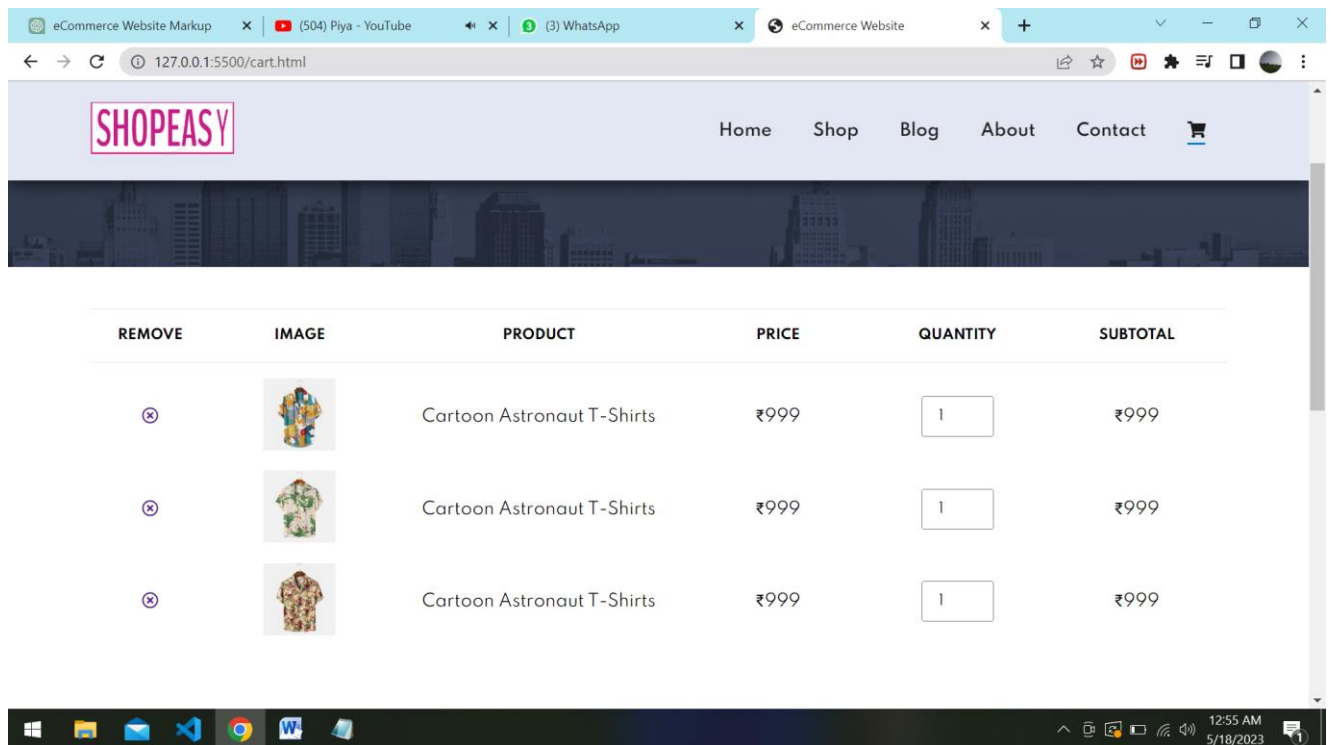 eCommerce Website Markup (504) Piya - YouTube 3 (3) WhatsApp eCommerce Website
127.0.0.1:5500/cart.html
SHOPEASY Home Shop Blog About Contact
REMOVE IMAGE PRODUCT PRICE QUANTITY SUBTOTAL
Cartoon Astronaut T-Shirts ₹999 1 ₹999
Cartoon Astronaut T-Shirts ₹999 1 ₹999
Cartoon Astronaut T-Shirts ₹999 1 ₹999
W 12:55 AM
5/18/2023 1